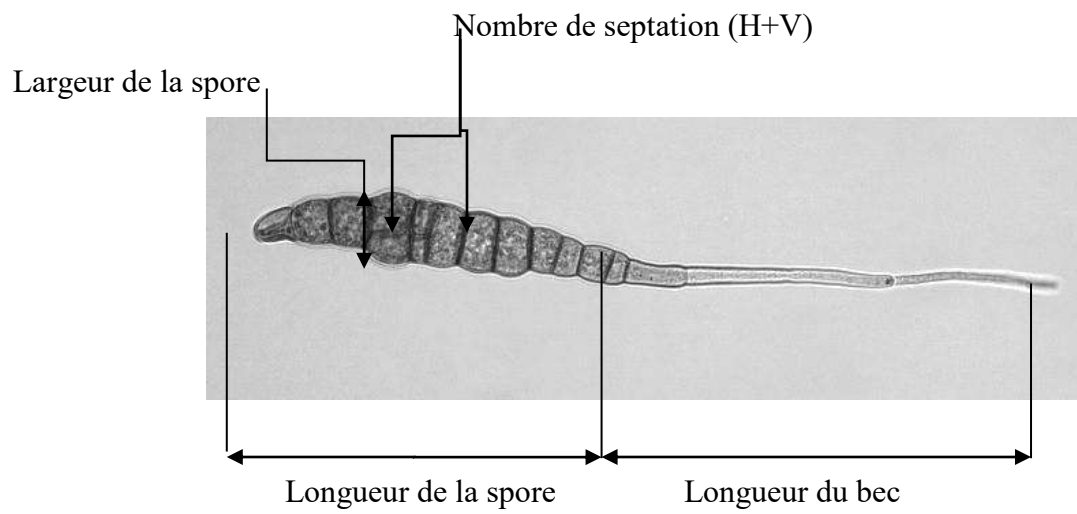 Nombre de septation (H+V)
Largeur de la spore
Longueur de la spore
Longueur du bec